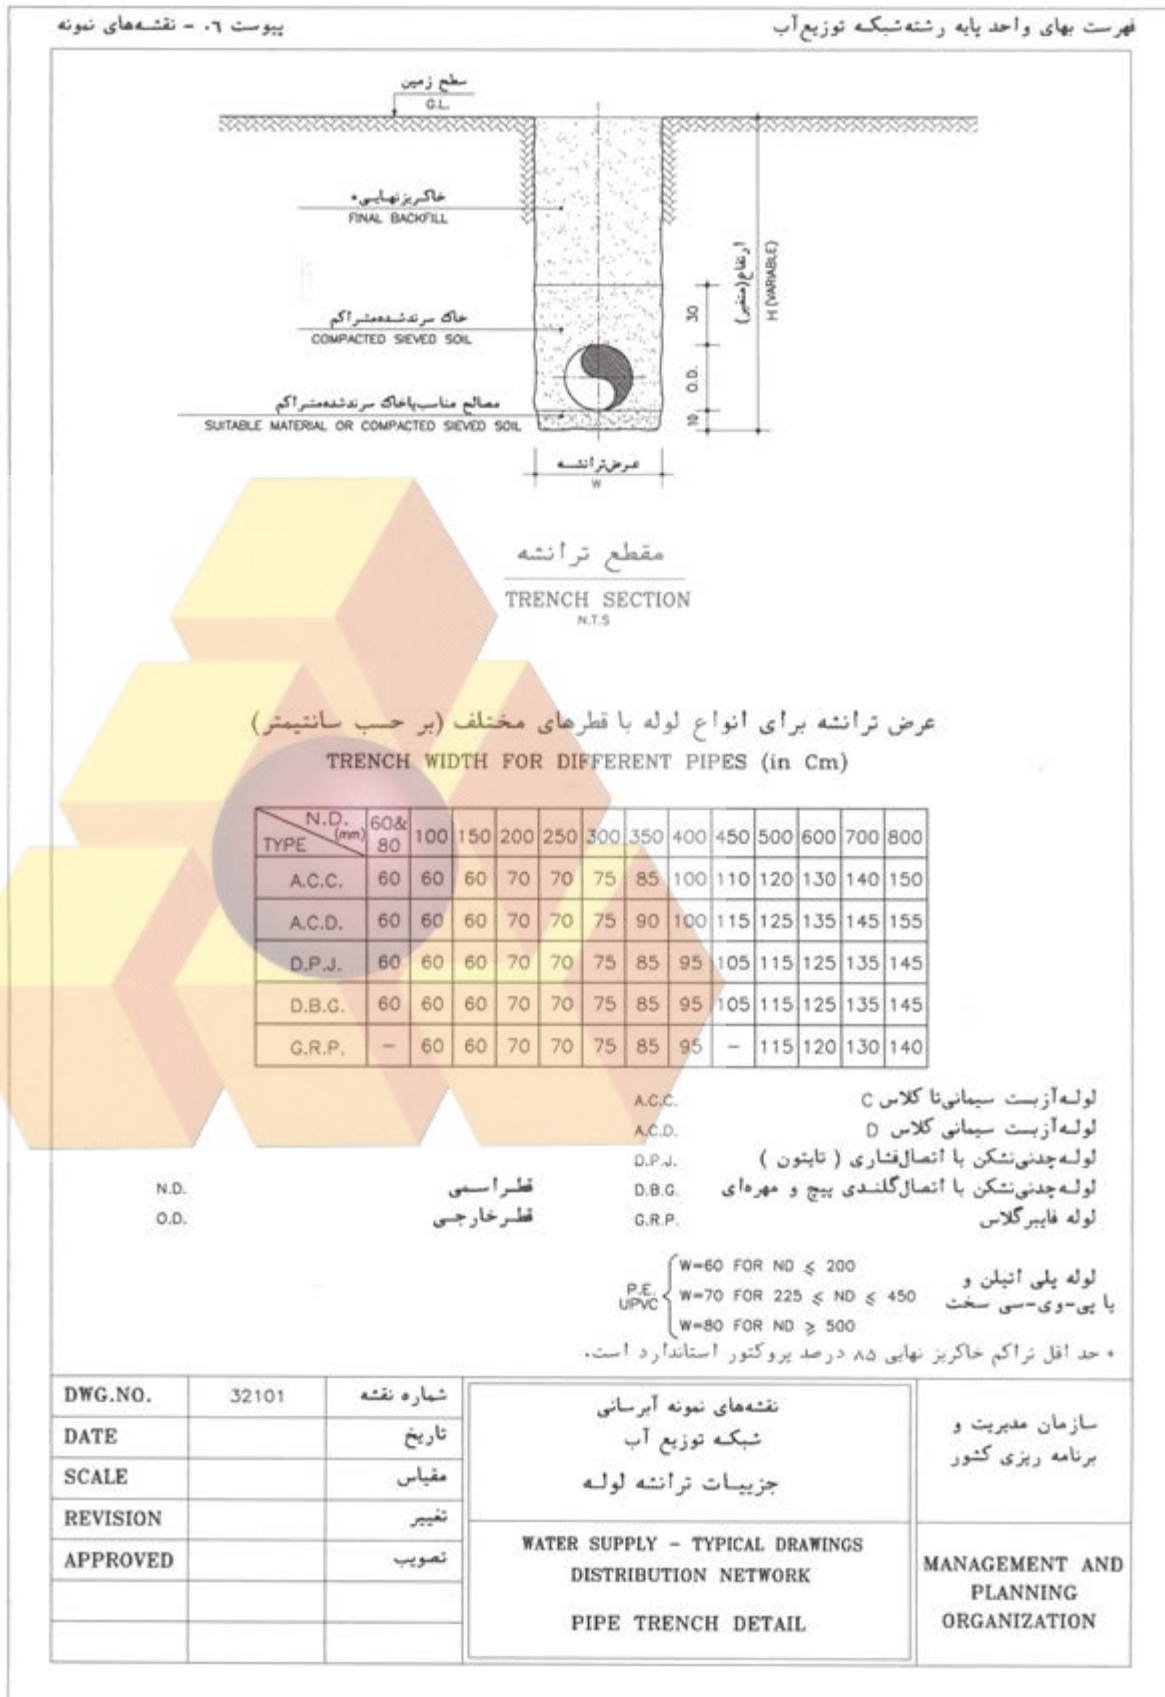 فهرست بهای واحد پایه رشته شبکه توزیع آب
پیوست ۶. - نقشه‌های نمونه
سطح زمین
G.L.
خاکریز نهایی*
FINAL BACKFILL
خاک سرند شده متراکم
COMPACTED SIEVED SOIL
مصالح مناسب یا خاک سرند شده متراکم
SUITABLE MATERIAL OR COMPACTED SIEVED SOIL
30
O.D.
10
ارتفاع (متغیر)
H (VARIABLE)
عرض ترانشه
W
مقطع ترانشه
TRENCH SECTION
N.T.S
عرض ترانشه برای انواع لوله با قطرهای مختلف (بر حسب سانتیمتر)
TRENCH WIDTH FOR DIFFERENT PIPES (in Cm)
TYPE N.D. (mm) 60& 80 100 150 200 250 300 350 400 450 500 600 700 800
A.C.C. 60 60 60 70 70 75 85 100 110 120 130 140 150
A.C.D. 60 60 60 70 70 75 90 100 115 125 135 145 155
D.P.J. 60 60 60 70 70 75 85 95 105 115 125 135 145
D.B.G. 60 60 60 70 70 75 85 95 105 115 125 135 145
G.R.P. - 60 60 70 70 75 85 95 - 115 120 130 140
لوله آزبست سیمانی تا کلاس C A.C.C.
لوله آزبست سیمانی کلاس D A.C.D.
لوله چدنی نشکن با اتصال فشاری ( تایتون ) D.P.J.
لوله چدنی نشکن با اتصال گلندی پیچ و مهره‌ای D.B.G.
لوله فایبرگلاس G.R.P.
قطر اسمی N.D.
قطر خارجی O.D.
لوله پلی اتیلن و
یا پی-وی-سی سخت
P.E.
UPVC
W=60 FOR ND ⩽ 200
W=70 FOR 225 ⩽ ND ⩽ 450
W=80 FOR ND ⩾ 500
* حد اقل تراکم خاکریز نهایی ۸۵ درصد پروکتور استاندارد است.
DWG.NO. 32101 شماره نقشه
DATE تاریخ
SCALE مقیاس
REVISION تغییر
APPROVED تصویب
نقشه‌های نمونه آبرسانی
شبکه توزیع آب
جزییات ترانشه لوله
WATER SUPPLY - TYPICAL DRAWINGS
DISTRIBUTION NETWORK
PIPE TRENCH DETAIL
سازمان مدیریت و
برنامه ریزی کشور
MANAGEMENT AND
PLANNING
ORGANIZATION